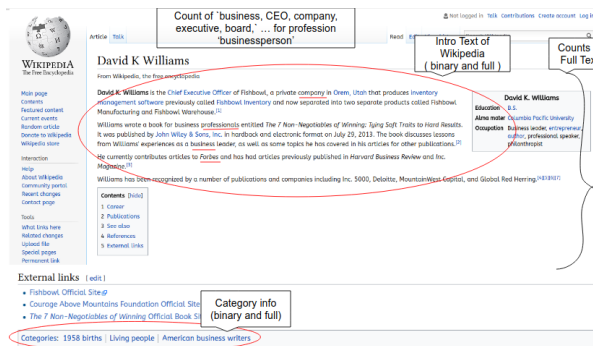 Count of `business, CEO, company,
executive, board,` ... for profession
'businessperson'
Not logged in Talk Contributions Create account Log in
WIKIPEDIA
The Free Encyclopedia
Article Talk
Read
Intro Text of
Wikipedia
( binary and full )
Counts
Full Tex
David K Williams
From Wikipedia, the free encyclopedia
David K. Williams is the Chief Executive Officer of Fishbowl, a private company in Orem, Utah that produces inventory
management software previously called Fishbowl Inventory and now separated into two separate products called Fishbowl
Manufacturing and Fishbowl Warehouse.[1]
Williams wrote a book for business professionals entitled The 7 Non-Negotiables of Winning: Tying Soft Traits to Hard Results.
It was published by John Wiley & Sons, Inc. in hardback and electronic format on July 29, 2013. The book discusses lessons
from Williams' experiences as a business leader, as well as some topics he has covered in his articles for other publications.[2]
He currently contributes articles to Forbes and has had articles previously published in Harvard Business Review and Inc.
Magazine.[3]
Williams has been recognized by a number of publications and companies including Inc. 5000, Deloitte, MountainWest Capital, and Global Red Herring.[4][5][6][7]
David K. Williams
Education B.S.
Alma mater Columbia Pacific University
Occupation Business leader, entrepreneur,
author, professional, speaker,
philanthropist
Contents [hide]
1 Career
2 Publications
3 See also
4 References
5 External links
Main page
Contents
Featured content
Current events
Random article
Donate to Wikipedia
Wikipedia store
Interaction
Help
About Wikipedia
Community portal
Recent changes
Contact page
Tools
What links here
Related changes
Upload file
Special pages
Permanent link
External links [ edit ]
• Fishbowl Official Site
• Courage Above Mountains Foundation Official Site
• The 7 Non-Negotiables of Winning Official Book Si
Category info
(binary and full)
Categories: 1958 births | Living people | American business writers